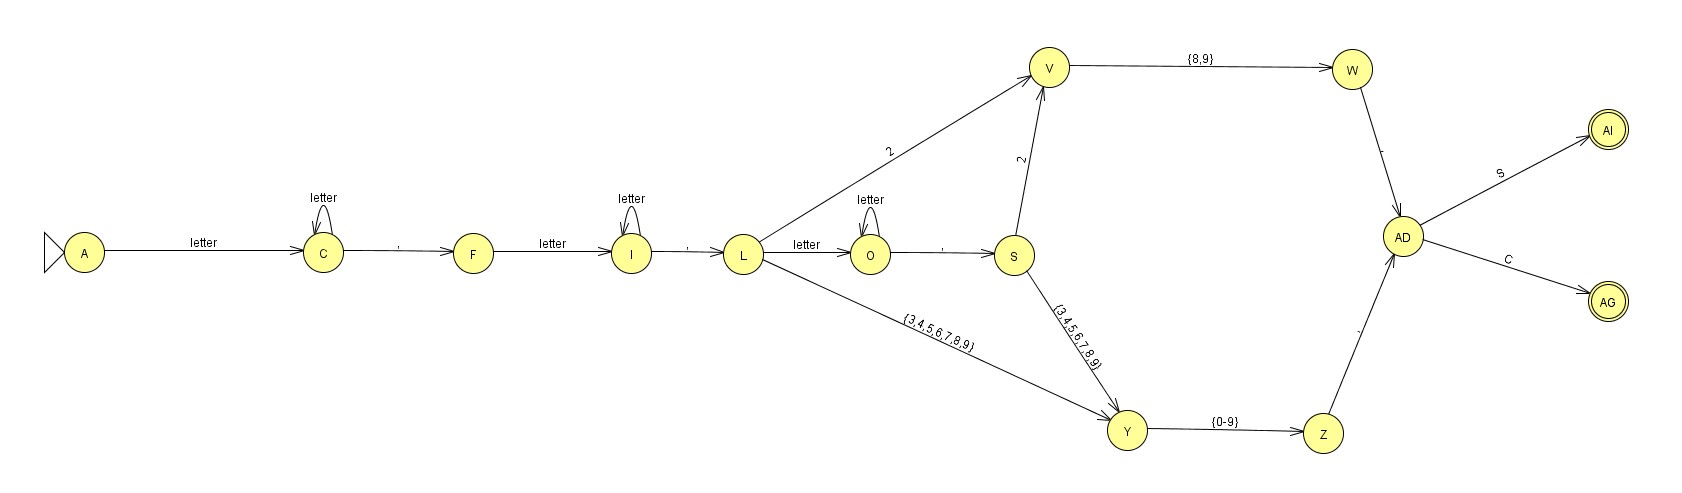 V
{8,9}
W
AI
2
2
-
S
letter
letter
letter
A
letter
C
-
F
letter
I
-
L
letter
O
-
S
AD
C
AG
{3,4,5,6,7,8,9}
{3,4,5,6,7,8,9}
-
Y
{0-9}
Z